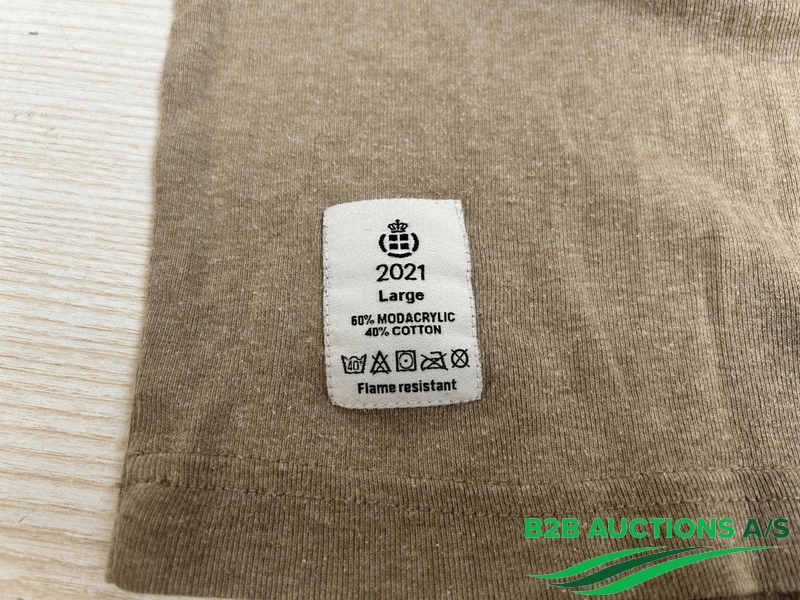 2021
Large
60% MODACRYLIC
40% COTTON
40°
Flame resistant
B2B AUCTIONS A/S